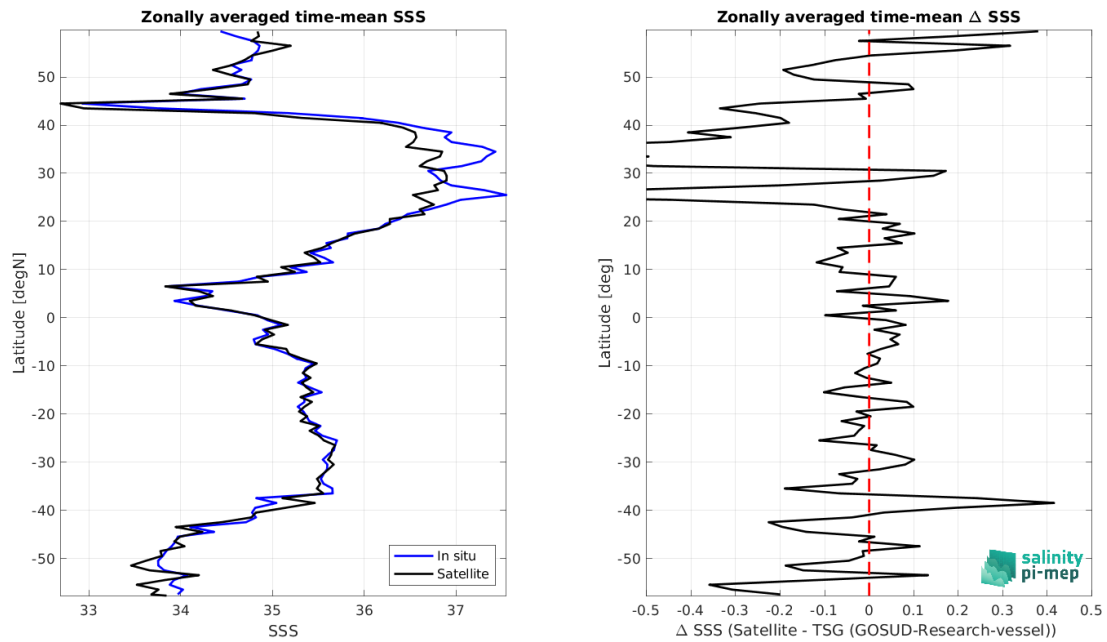 Zonally averaged time-mean SSS
50
40
30
20
10
0
-10
-20
-30
-40
-50
Latitude [degN]
33 34 35 36 37
SSS
In situ
Satellite
Zonally averaged time-mean Δ SSS
50
40
30
20
10
0
-10
-20
-30
-40
-50
Latitude [deg]
-0.5 -0.4 -0.3 -0.2 -0.1 0 0.1 0.2 0.3 0.4 0.5
Δ SSS (Satellite - TSG (GOSUD-Research-vessel))
salinity
pi-mep